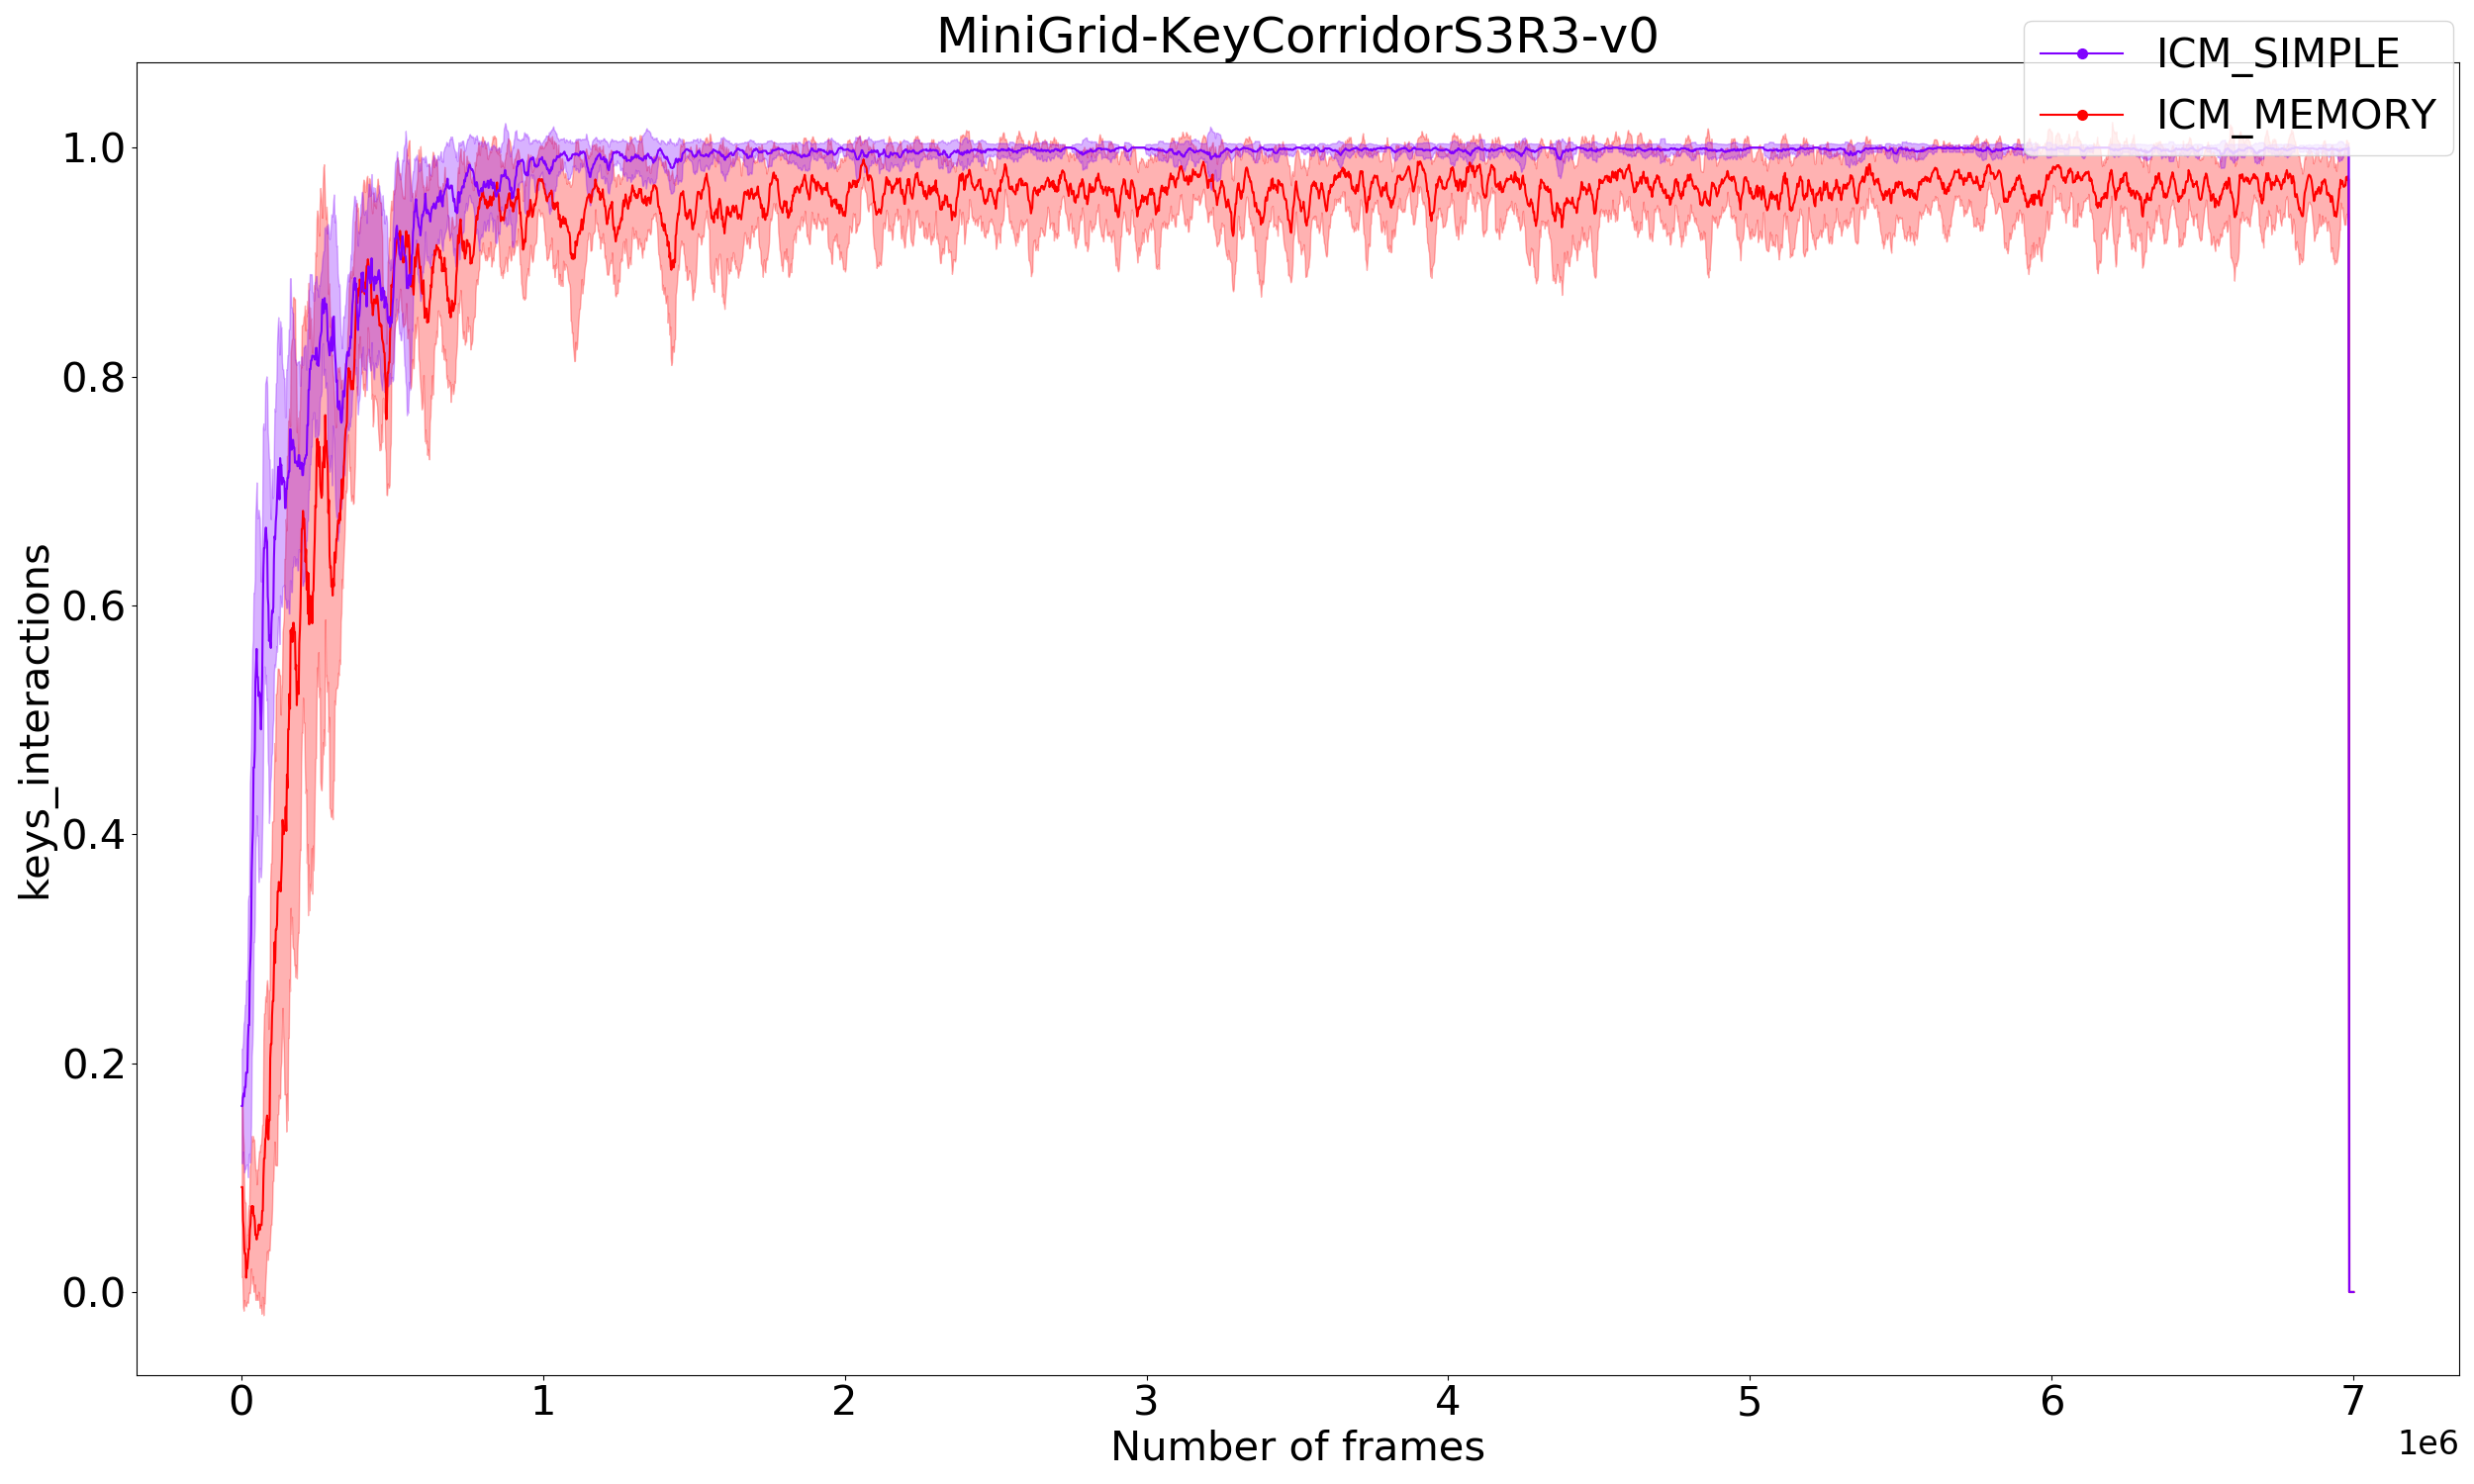 MiniGrid-KeyCorridorS3R3-v0
ICM_SIMPLE
ICM_MEMORY
keys_interactions
1.0
0.8
0.6
0.4
0.2
0.0
0 1 2 3 4 5 6 7
Number of frames
1e6